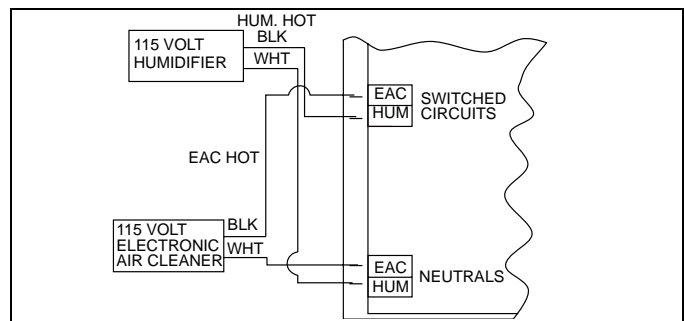 HUM. HOT
BLK
WHT
115 VOLT
HUMIDIFIER
EAC
HUM
SWITCHED
CIRCUITS
EAC HOT
115 VOLT
ELECTRONIC
AIR CLEANER
BLK
WHT
EAC
HUM
NEUTRALS